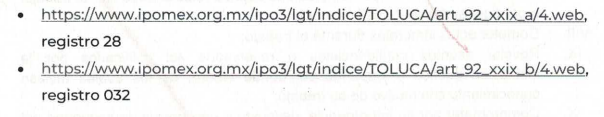 • https://www.ipomex.org.mx/ipo3/lgt/indice/TOLUCA/art_92_xxix_a/4.web,
registro 28
• https://www.ipomex.org.mx/ipo3/lgt/indice/TOLUCA/art_92_xxix_b/4.web,
registro 032